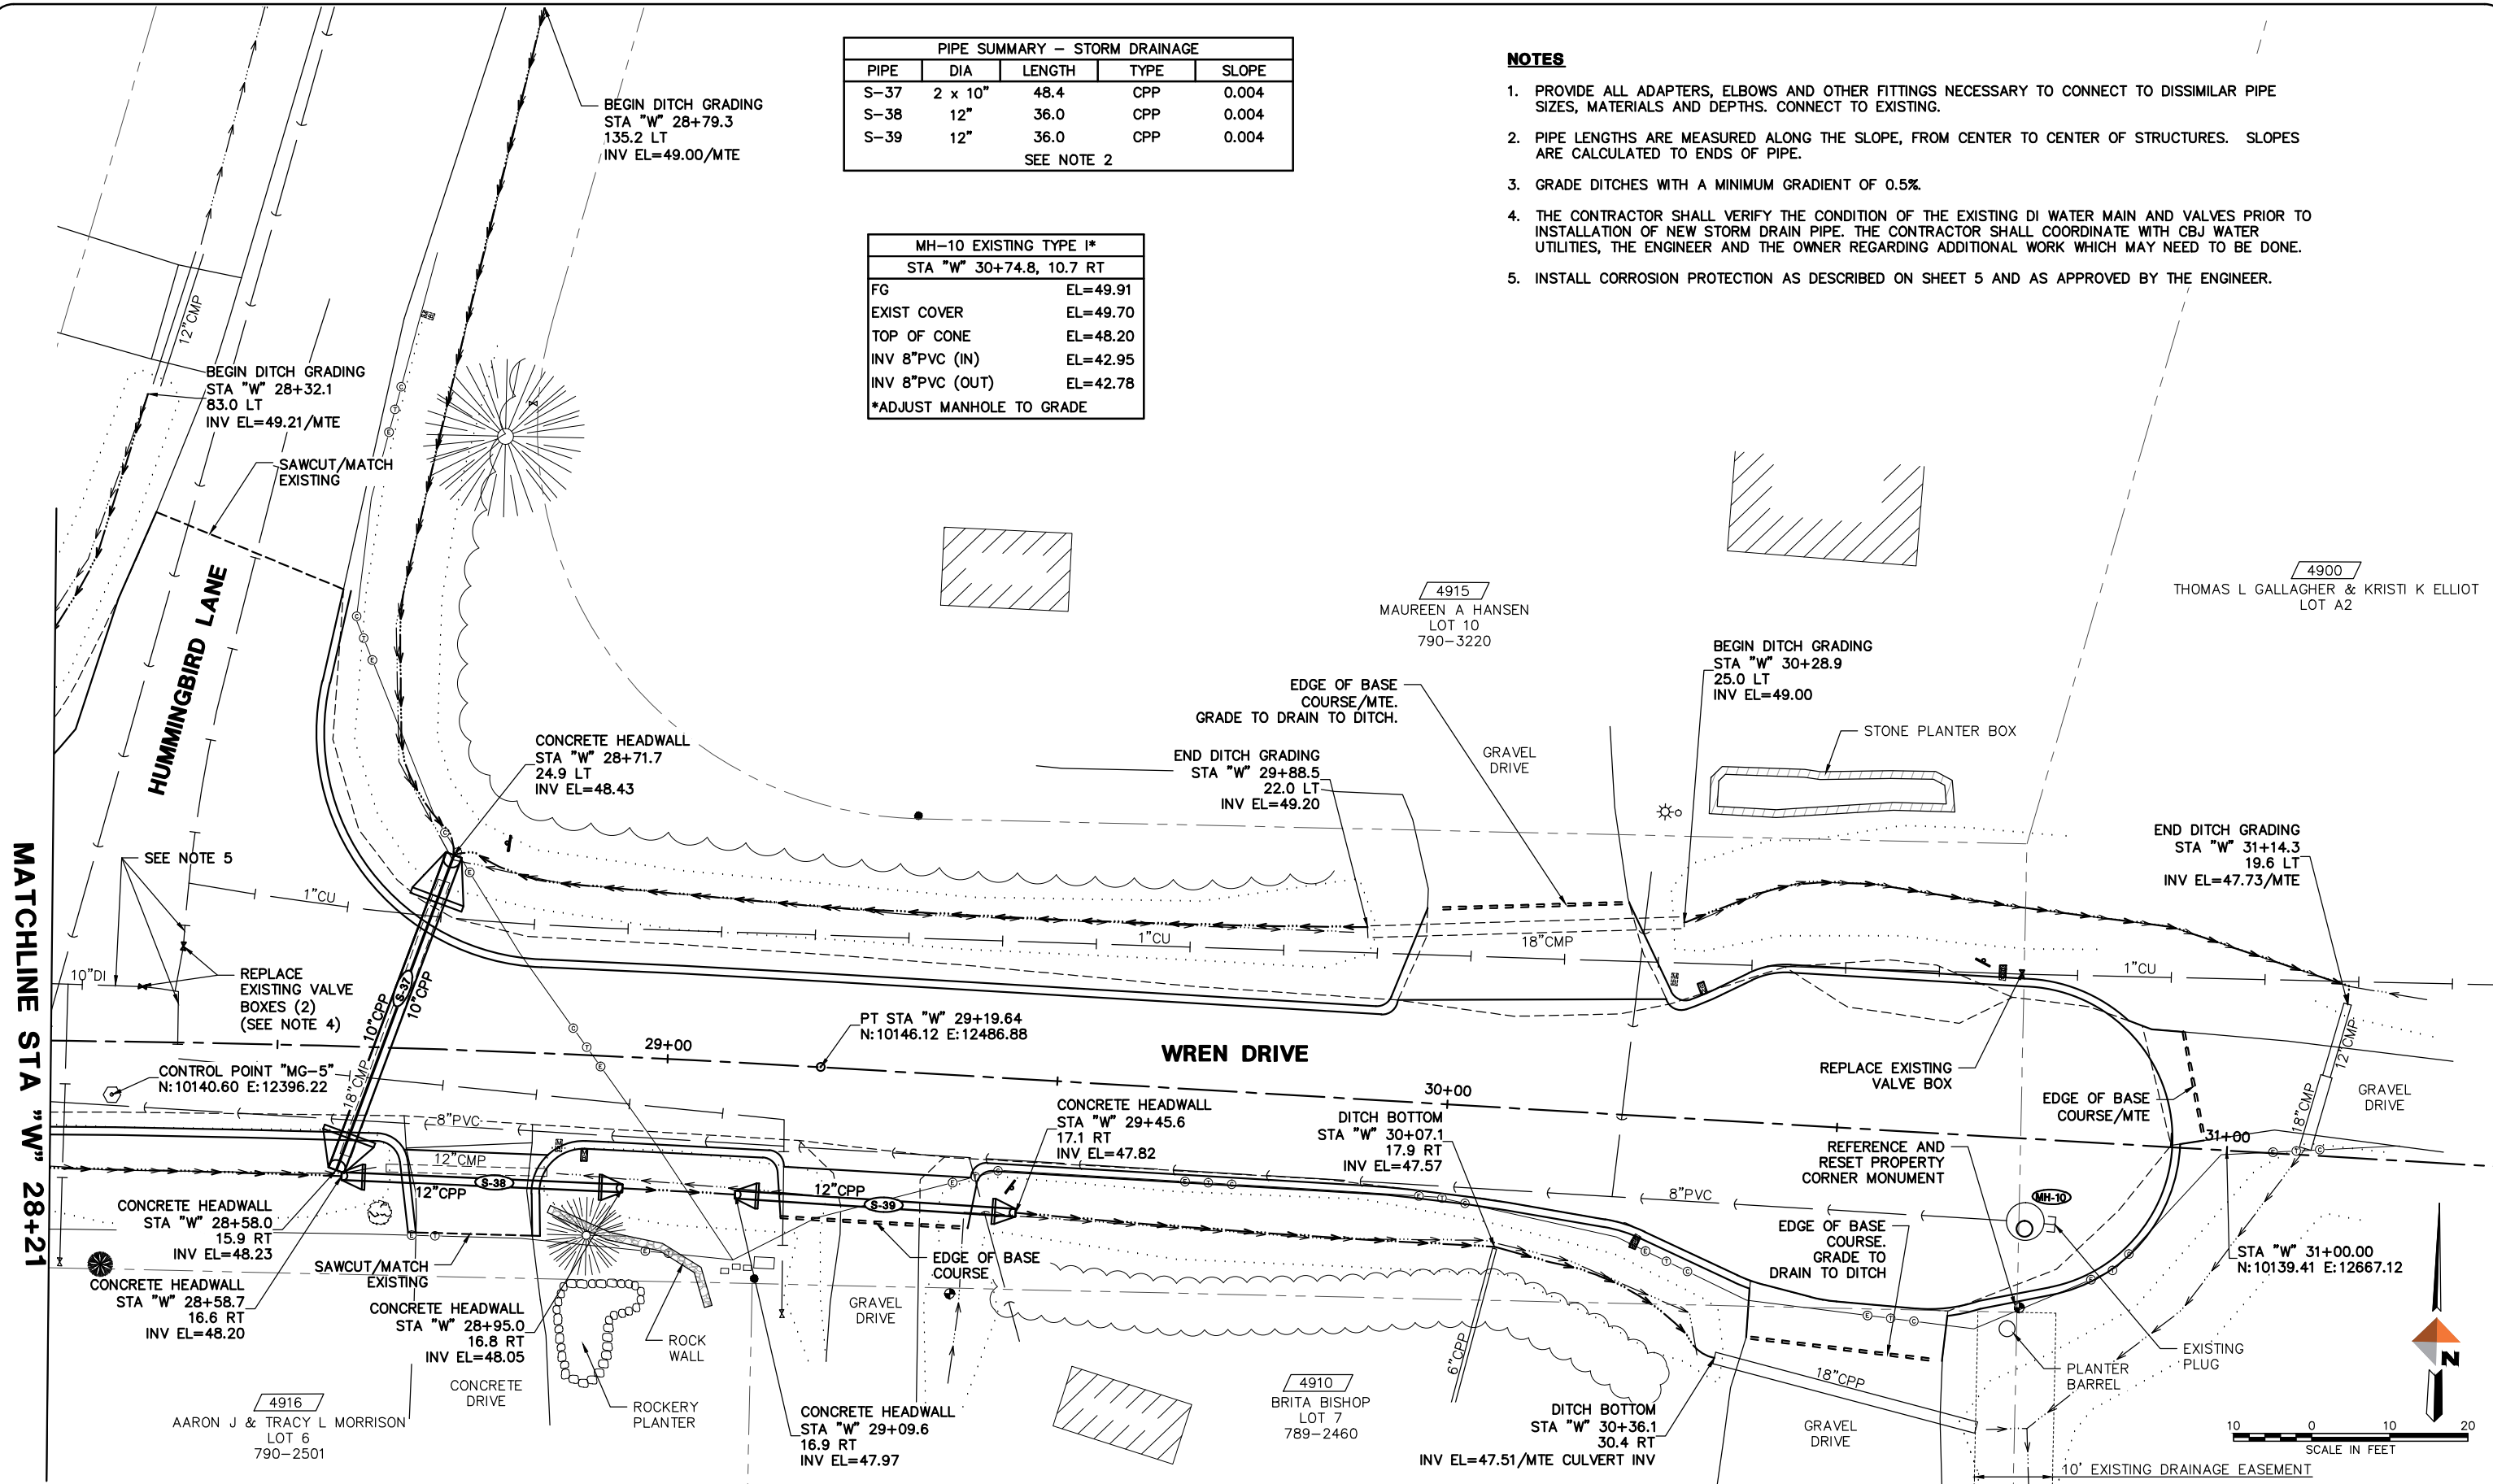 PIPE SUMMARY – STORM DRAINAGE
PIPE DIA LENGTH TYPE SLOPE
S–37 2 x 10" 48.4 CPP 0.004
S–38 12" 36.0 CPP 0.004
S–39 12" 36.0 CPP 0.004
SEE NOTE 2
MH–10 EXISTING TYPE I*
STA "W" 30+74.8, 10.7 RT
FG EL=49.91
EXIST COVER EL=49.70
TOP OF CONE EL=48.20
INV 8"PVC (IN) EL=42.95
INV 8"PVC (OUT) EL=42.78
*ADJUST MANHOLE TO GRADE
NOTES
1. PROVIDE ALL ADAPTERS, ELBOWS AND OTHER FITTINGS NECESSARY TO CONNECT TO DISSIMILAR PIPE
SIZES, MATERIALS AND DEPTHS. CONNECT TO EXISTING.
2. PIPE LENGTHS ARE MEASURED ALONG THE SLOPE, FROM CENTER TO CENTER OF STRUCTURES. SLOPES
ARE CALCULATED TO ENDS OF PIPE.
3. GRADE DITCHES WITH A MINIMUM GRADIENT OF 0.5%.
4. THE CONTRACTOR SHALL VERIFY THE CONDITION OF THE EXISTING DI WATER MAIN AND VALVES PRIOR TO
INSTALLATION OF NEW STORM DRAIN PIPE. THE CONTRACTOR SHALL COORDINATE WITH CBJ WATER
UTILITIES, THE ENGINEER AND THE OWNER REGARDING ADDITIONAL WORK WHICH MAY NEED TO BE DONE.
5. INSTALL CORROSION PROTECTION AS DESCRIBED ON SHEET 5 AND AS APPROVED BY THE ENGINEER.
BEGIN DITCH GRADING
STA "W" 28+79.3
135.2 LT
INV EL=49.00/MTE
12"CMP
BEGIN DITCH GRADING
STA "W" 28+32.1
83.0 LT
INV EL=49.21/MTE
SAWCUT/MATCH
EXISTING
HUMMINGBIRD LANE
4915
MAUREEN A HANSEN
LOT 10
790–3220
4900
THOMAS L GALLAGHER & KRISTI K ELLIOT
LOT A2
BEGIN DITCH GRADING
STA "W" 30+28.9
25.0 LT
INV EL=49.00
EDGE OF BASE
COURSE/MTE.
GRADE TO DRAIN TO DITCH.
STONE PLANTER BOX
CONCRETE HEADWALL
STA "W" 28+71.7
24.9 LT
INV EL=48.43
END DITCH GRADING
STA "W" 29+88.5
22.0 LT
INV EL=49.20
GRAVEL
DRIVE
END DITCH GRADING
STA "W" 31+14.3
19.6 LT
INV EL=47.73/MTE
MATCHLINE STA "W" 28+21
SEE NOTE 5
1"CU
1"CU
18"CMP
1"CU
10"DI
REPLACE
EXISTING VALVE
BOXES (2)
(SEE NOTE 4)
10"CPP
S-37
10"CPP
18"CMP
PT STA "W" 29+19.64
N:10146.12 E:12486.88
29+00
WREN DRIVE
30+00
REPLACE EXISTING
VALVE BOX
12"CMP
18"CMP
GRAVEL
DRIVE
EDGE OF BASE
COURSE/MTE
31+00
CONTROL POINT "MG–5"
N:10140.60 E:12396.22
8"PVC
12"CMP
12"CPP
S-38
12"CPP
S-39
CONCRETE HEADWALL
STA "W" 29+45.6
17.1 RT
INV EL=47.82
DITCH BOTTOM
STA "W" 30+07.1
17.9 RT
INV EL=47.57
REFERENCE AND
RESET PROPERTY
CORNER MONUMENT
8"PVC
MH-10
CONCRETE HEADWALL
STA "W" 28+58.0
15.9 RT
INV EL=48.23
CONCRETE HEADWALL
STA "W" 28+58.7
16.6 RT
INV EL=48.20
SAWCUT/MATCH
EXISTING
CONCRETE HEADWALL
STA "W" 28+95.0
16.8 RT
INV EL=48.05
EDGE OF BASE
COURSE
EDGE OF BASE
COURSE.
GRADE TO
DRAIN TO DITCH
STA "W" 31+00.00
N:10139.41 E:12667.12
ROCK
WALL
GRAVEL
DRIVE
CONCRETE
DRIVE
ROCKERY
PLANTER
4916
AARON J & TRACY L MORRISON
LOT 6
790–2501
CONCRETE HEADWALL
STA "W" 29+09.6
16.9 RT
INV EL=47.97
4910
BRITA BISHOP
LOT 7
789–2460
6"CPP
DITCH BOTTOM
STA "W" 30+36.1
30.4 RT
INV EL=47.51/MTE CULVERT INV
18"CPP
GRAVEL
DRIVE
PLANTER
BARREL
EXISTING
PLUG
N
10 0 10 20
SCALE IN FEET
10' EXISTING DRAINAGE EASEMENT